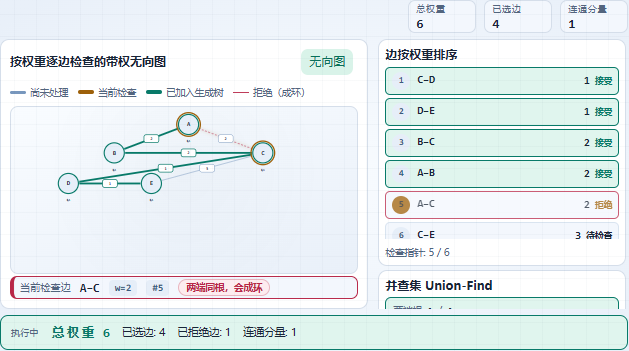 总权重
6
已选边
4
连通分量
1
按权重逐边检查的带权无向图
无向图
尚未处理 当前检查 已加入生成树 拒绝（成环）
A
2
2
B
2
C
1
3
D
1
E
当前检查边 A-C w=2 #5 两端同根，会成环
边按权重排序
1 C-D 1 接受
2 D-E 1 接受
3 B-C 2 接受
4 A-B 2 接受
5 A-C 2 拒绝
6 C-E 3 待检查
检查指针: 5 / 6
并查集 Union-Find
执行中 总权重 6 已选边: 4 已拒绝边: 1 连通分量: 1